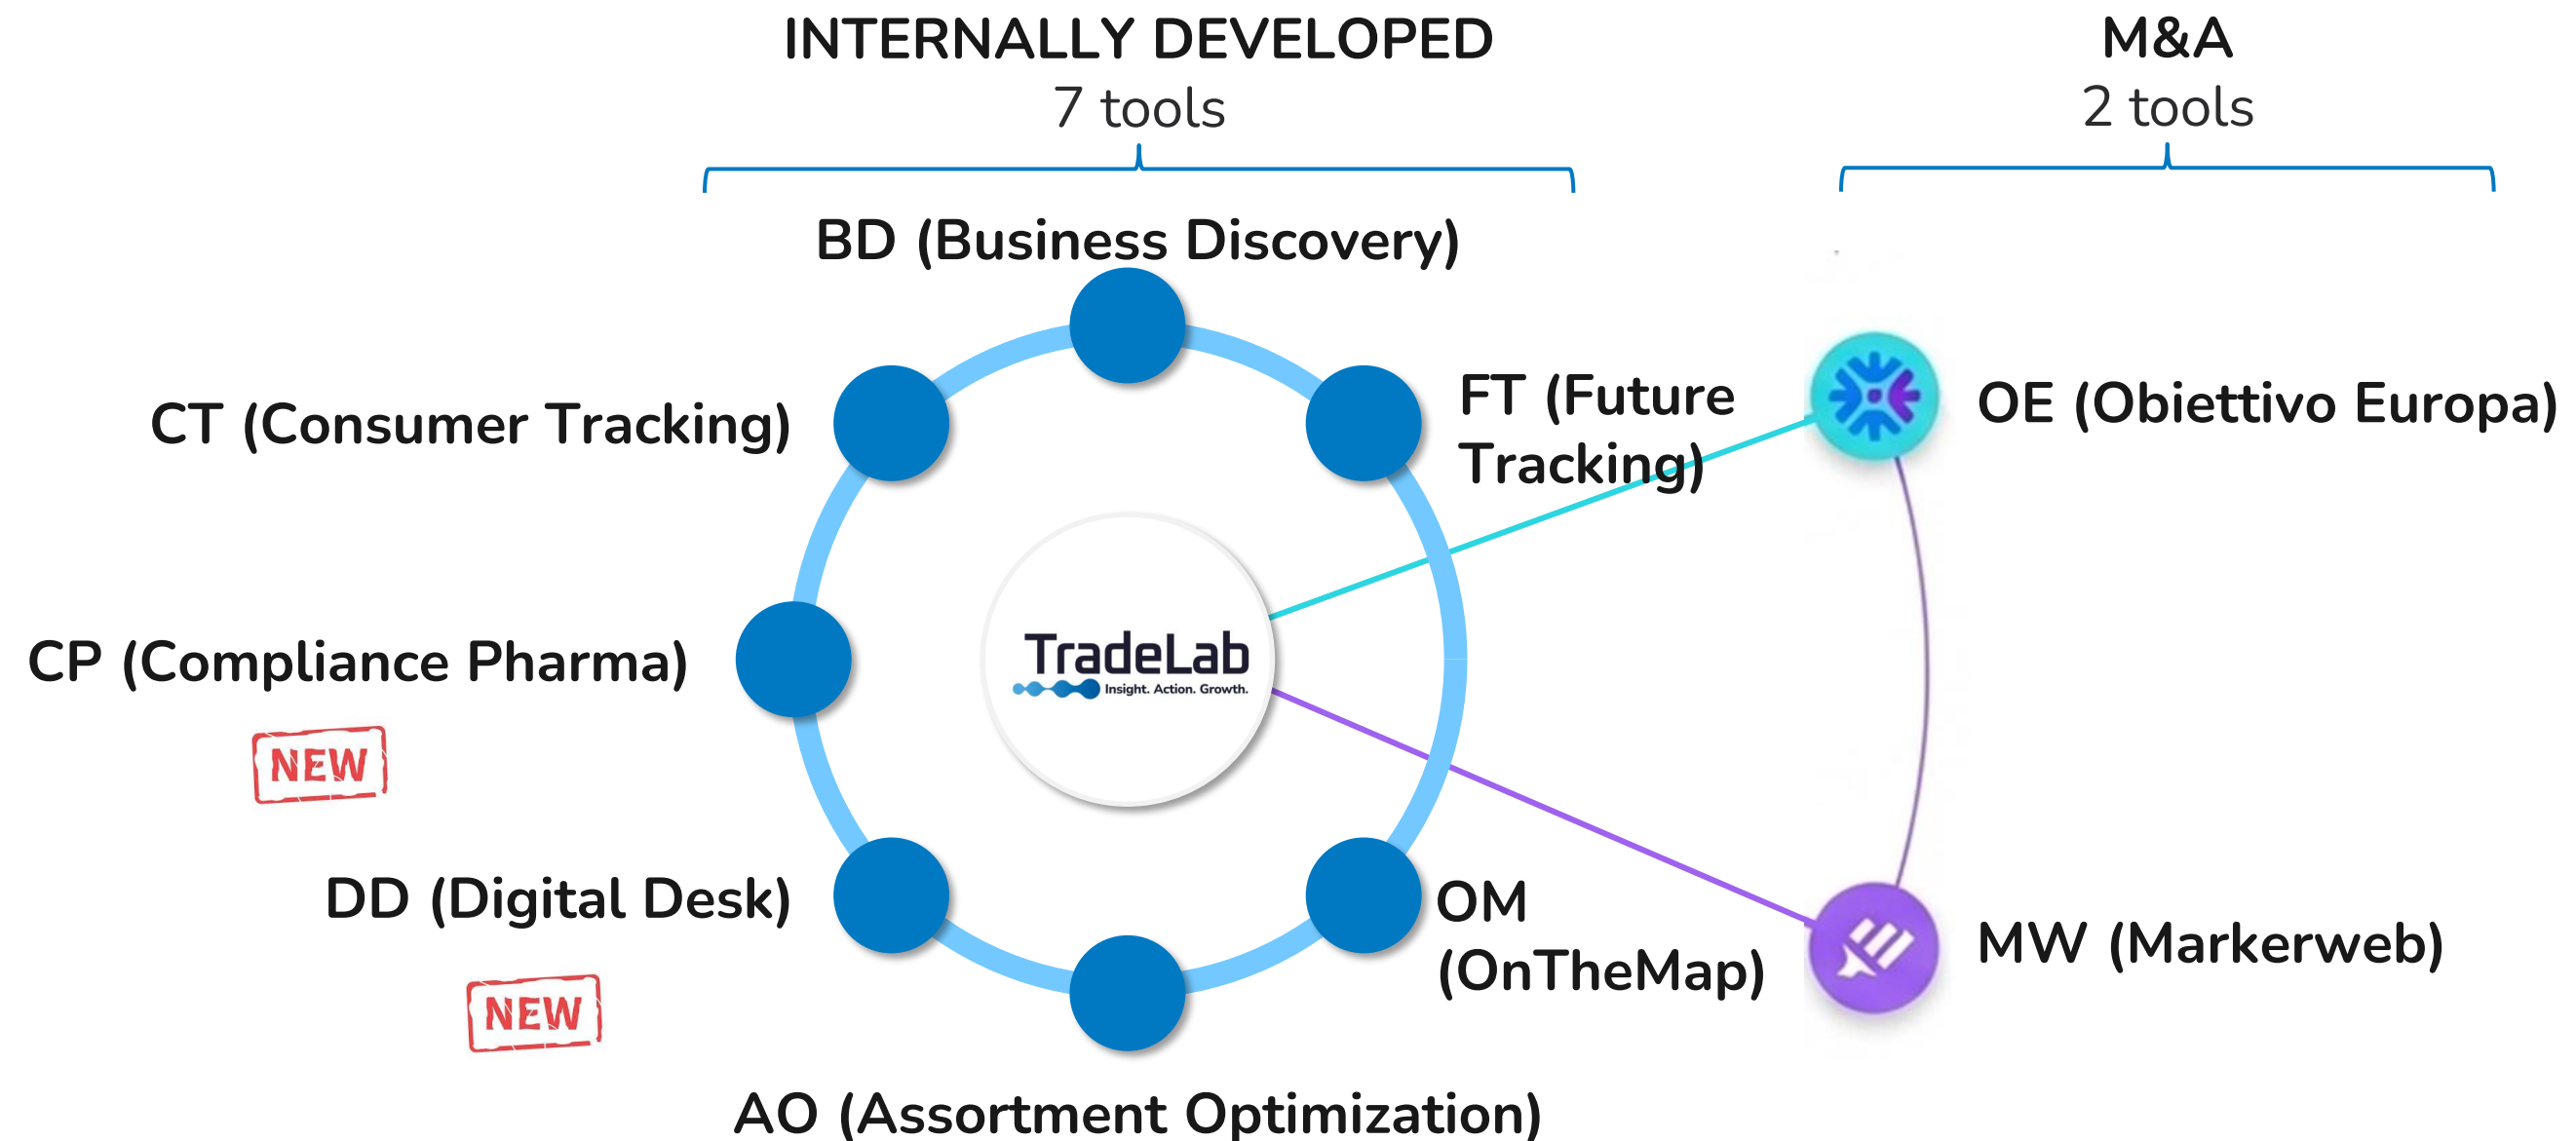 INTERNALLY DEVELOPED
7 tools
M&A
2 tools
BD (Business Discovery)
CT (Consumer Tracking)
FT (Future
Tracking)
OE (Obiettivo Europa)
TradeLab
Insight. Action. Growth.
CP (Compliance Pharma)
NEW
DD (Digital Desk)
NEW
OM
(OnTheMap)
MW (Markerweb)
AO (Assortment Optimization)